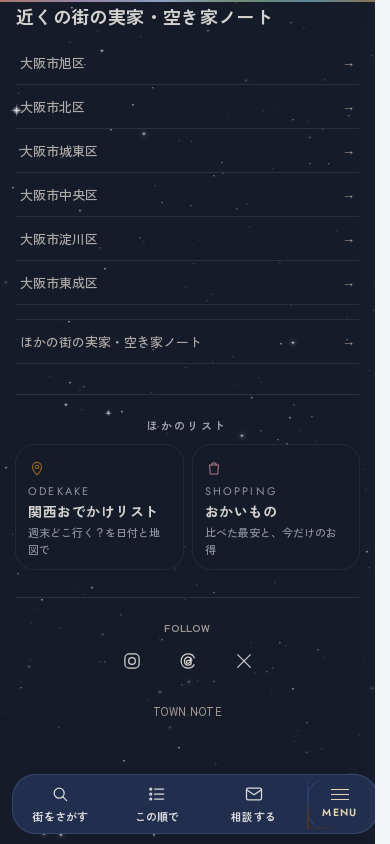 近くの街の実家・空き家ノート
大阪市旭区 →
大阪市北区 →
大阪市城東区 →
大阪市中央区 →
大阪市淀川区 →
大阪市東成区 →
ほかの街の実家・空き家ノート →
ほかのリスト
ODEKAKE
関西おでかけリスト
週末どこ行く？を日付と地
図で
SHOPPING
おかいもの
比べた最安と、今だけのお
得
FOLLOW
TOWN NOTE
街をさがす
この順で
相談する
MENU